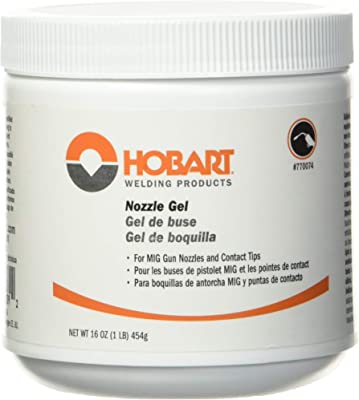 HOBART
WELDING PRODUCTS
#770074
Nozzle Gel
Gel de buse
Gel de boquilla
• For MIG Gun Nozzles and Contact Tips
• Pour les buses de pistolet MIG et les pointes de contact
• Para boquillas de antorcha MIG y puntas de contacto
NET WT 16 OZ (1 LB) 454g